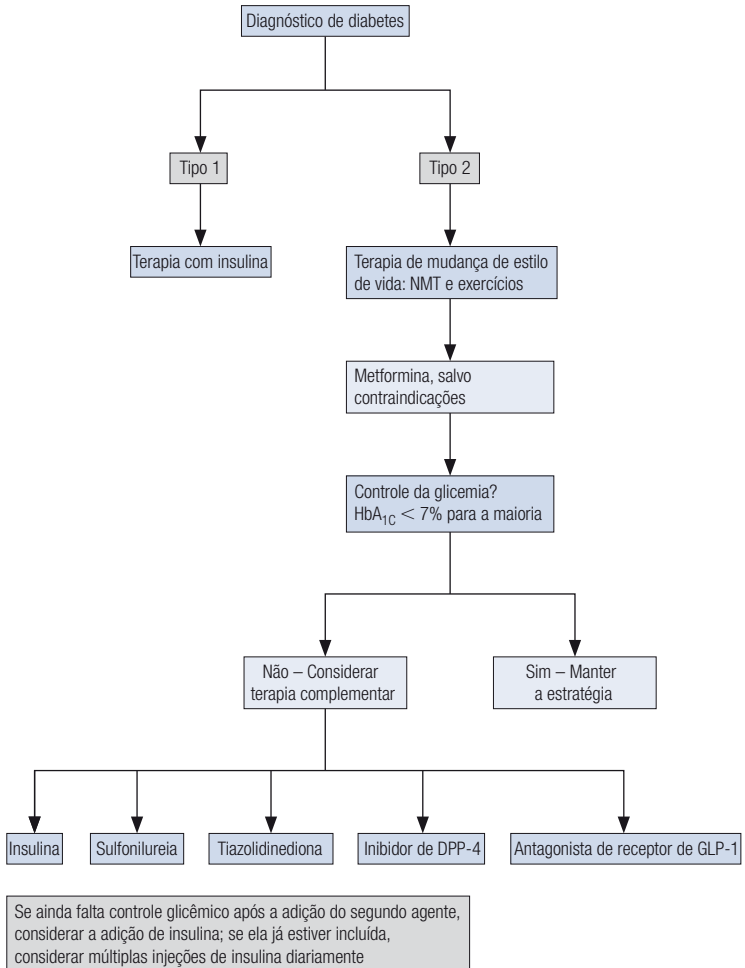 Diagnóstico de diabetes
Tipo 1
Tipo 2
Terapia com insulina
Terapia de mudança de estilo
de vida: NMT e exercícios
Metformina, salvo
contraindicações
Controle da glicemia?
HbA1C < 7% para a maioria
Não – Considerar
terapia complementar
Sim – Manter
a estratégia
Insulina
Sulfonilureia
Tiazolidinediona
Inibidor de DPP-4
Antagonista de receptor de GLP-1
Se ainda falta controle glicêmico após a adição do segundo agente,
considerar a adição de insulina; se ela já estiver incluída,
considerar múltiplas injeções de insulina diariamente